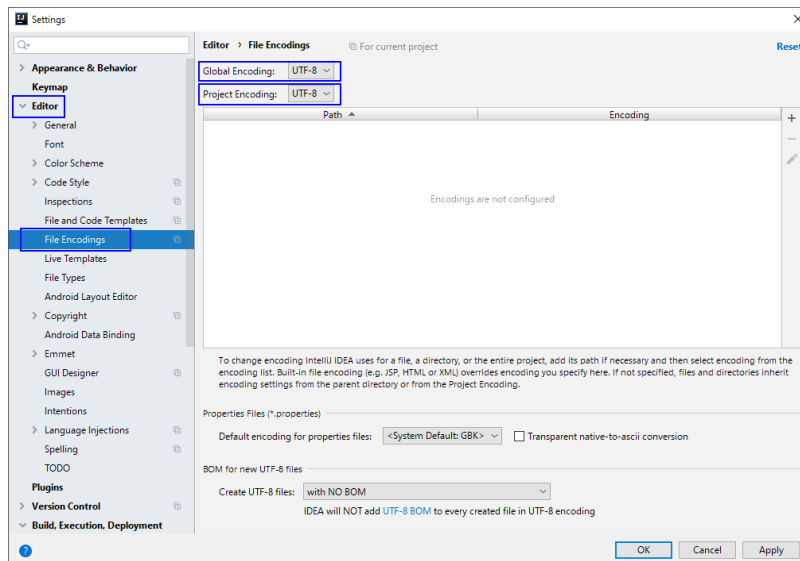 Settings
Editor › File Encodings
For current project
Reset
Appearance & Behavior
Keymap
Editor
General
Font
Color Scheme
Code Style
Inspections
File and Code Templates
File Encodings
Live Templates
File Types
Android Layout Editor
Copyright
Android Data Binding
Emmet
GUI Designer
Images
Intentions
Language Injections
Spelling
TODO
Plugins
Version Control
Build, Execution, Deployment
Global Encoding: UTF-8
Project Encoding: UTF-8
Path Encoding
Encodings are not configured
To change encoding IntelliJ IDEA uses for a file, a directory, or the entire project, add its path if necessary and then select encoding from the
encoding list. Built-in file encoding (e.g. JSP, HTML or XML) overrides encoding you specify here. If not specified, files and directories inherit
encoding settings from the parent directory or from the Project Encoding.
Properties Files (*.properties)
Default encoding for properties files: <System Default: GBK> Transparent native-to-ascii conversion
BOM for new UTF-8 files
Create UTF-8 files: with NO BOM
IDEA will NOT add UTF-8 BOM to every created file in UTF-8 encoding
OK Cancel Apply